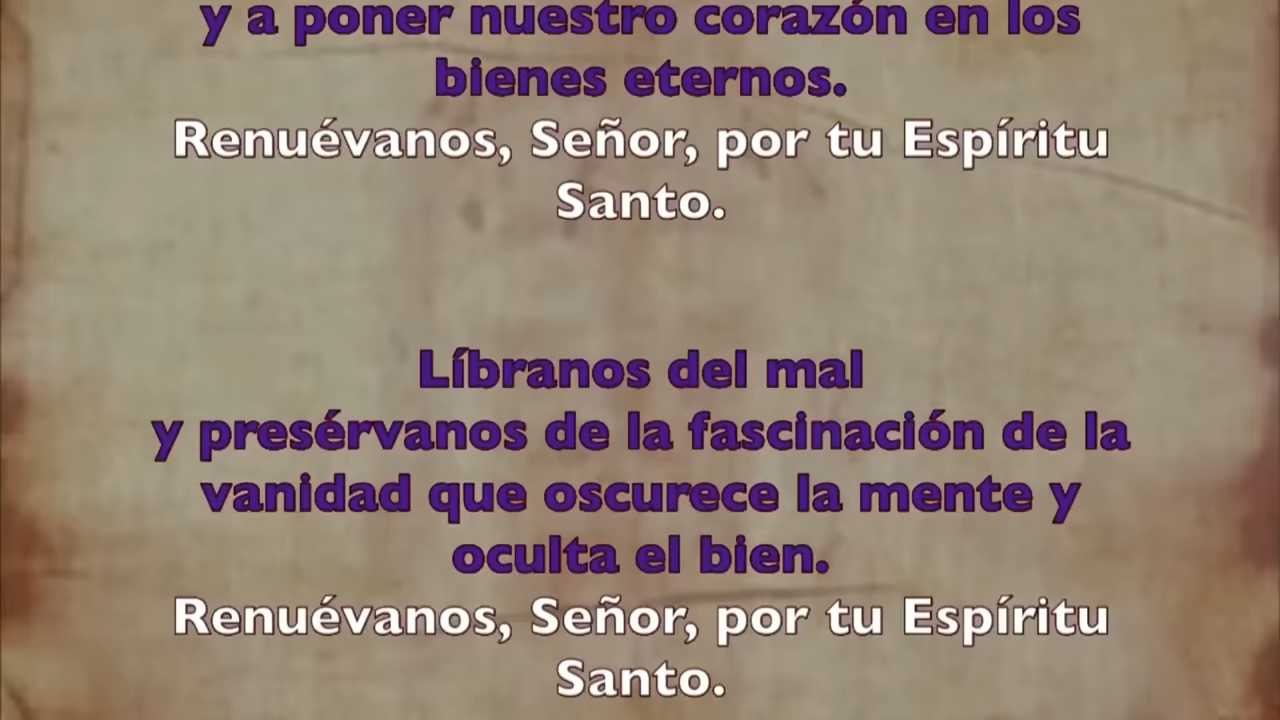 y a poner nuestro corazón en los
bienes eternos.
Renuévanos, Señor, por tu Espíritu
Santo.
Líbranos del mal
y presérvanos de la fascinación de la
vanidad que oscurece la mente y
oculta el bien.
Renuévanos, Señor, por tu Espíritu
Santo.